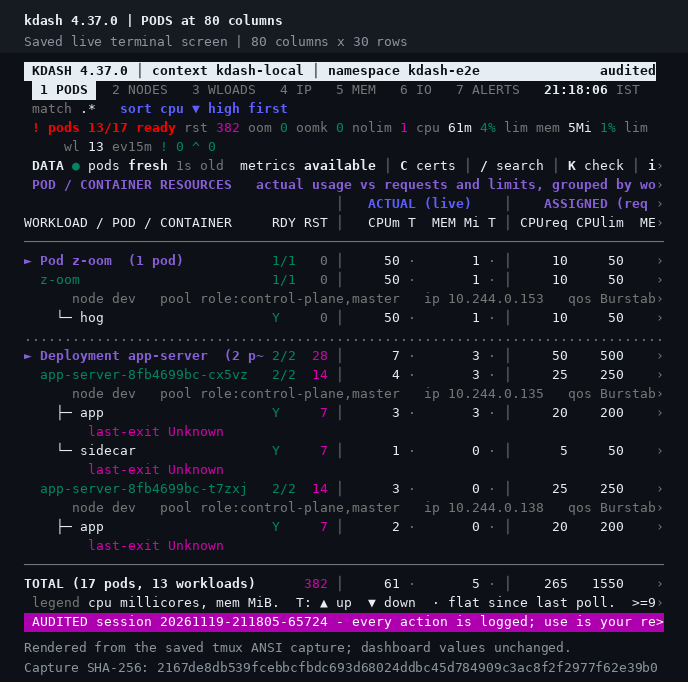 kdash 4.37.0 | PODS at 80 columns
Saved live terminal screen | 80 columns x 30 rows
KDASH 4.37.0 │ context kdash-local │ namespace kdash-e2e audited
1 PODS 2 NODES 3 WLOADS 4 IP 5 MEM 6 IO 7 ALERTS 21:18:06 IST
match .* sort cpu ▼ high first
! pods 13/17 ready rst 382 oom 0 oomk 0 nolim 1 cpu 61m 4% lim mem 5Mi 1% lim
wl 13 ev15m ! 0 ^ 0
DATA ● pods fresh 1s old metrics available │ C certs │ / search │ K check │ i›
POD / CONTAINER RESOURCES actual usage vs requests and limits, grouped by wo›
│ ACTUAL (live) │ ASSIGNED (req ›
WORKLOAD / POD / CONTAINER RDY RST │ CPUm T MEM Mi T │ CPUreq CPUlim ME›
► Pod z-oom (1 pod) 1/1 0 │ 50 · 1 · │ 10 50 ›
z-oom 1/1 0 │ 50 · 1 · │ 10 50 ›
node dev pool role:control-plane,master ip 10.244.0.153 qos Burstab›
└─ hog Y 0 │ 50 · 1 · │ 10 50 ›
► Deployment app-server (2 p~ 2/2 28 │ 7 · 3 · │ 50 500 ›
app-server-8fb4699bc-cx5vz 2/2 14 │ 4 · 3 · │ 25 250 ›
node dev pool role:control-plane,master ip 10.244.0.135 qos Burstab›
├─ app Y 7 │ 3 · 3 · │ 20 200 ›
last-exit Unknown
└─ sidecar Y 7 │ 1 · 0 · │ 5 50 ›
last-exit Unknown
app-server-8fb4699bc-t7zxj 2/2 14 │ 3 · 0 · │ 25 250 ›
node dev pool role:control-plane,master ip 10.244.0.138 qos Burstab›
├─ app Y 7 │ 2 · 0 · │ 20 200 ›
last-exit Unknown
TOTAL (17 pods, 13 workloads) 382 │ 61 · 5 · │ 265 1550 ›
legend cpu millicores, mem MiB. T: ▲ up ▼ down · flat since last poll. >=9›
AUDITED session 20261119-211805-65724 - every action is logged; use is your re>
Rendered from the saved tmux ANSI capture; dashboard values unchanged.
Capture SHA-256: 2167de8db539fcebbcfbdc693d68024ddbc45d784909c3ac8f2f2977f62e39b0